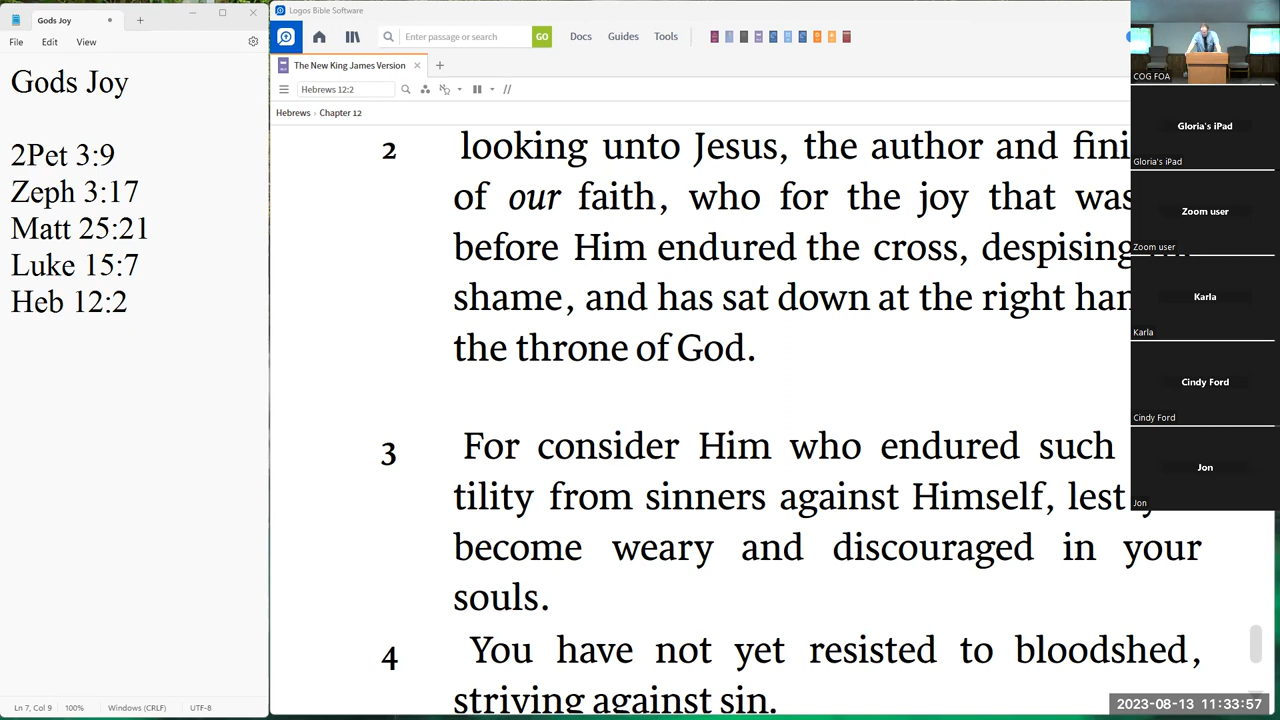 Gods Joy
File Edit View
Gods Joy
2Pet 3:9
Zeph 3:17
Matt 25:21
Luke 15:7
Heb 12:2
Ln 7, Col 9 100% Windows (CRLF) UTF-8
Logos Bible Software
Enter passage or search GO Docs Guides Tools
The New King James Version
Hebrews 12:2
Hebrews › Chapter 12
2 looking unto Jesus, the author and fini
of our faith, who for the joy that was
before Him endured the cross, despising
shame, and has sat down at the right han
the throne of God.
3 For consider Him who endured such
tility from sinners against Himself, lest
become weary and discouraged in your
souls.
4 You have not yet resisted to bloodshed,
striving against sin.
COG FOA
Gloria's iPad
Gloria's iPad
Zoom user
Zoom user
Karla
Karla
Cindy Ford
Cindy Ford
Jon
Jon
2023-08-13 11:33:57